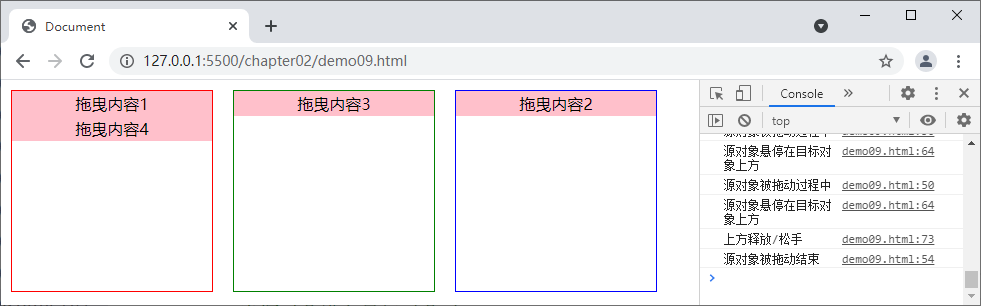 Document
127.0.0.1:5500/chapter02/demo09.html
拖曳内容1
拖曳内容4
拖曳内容3
拖曳内容2
Console
top
源对象悬停在目标对 demo09.html:64
象上方
源对象被拖动过程中 demo09.html:50
源对象悬停在目标对 demo09.html:64
象上方
上方释放/松手 demo09.html:73
源对象被拖动结束 demo09.html:54